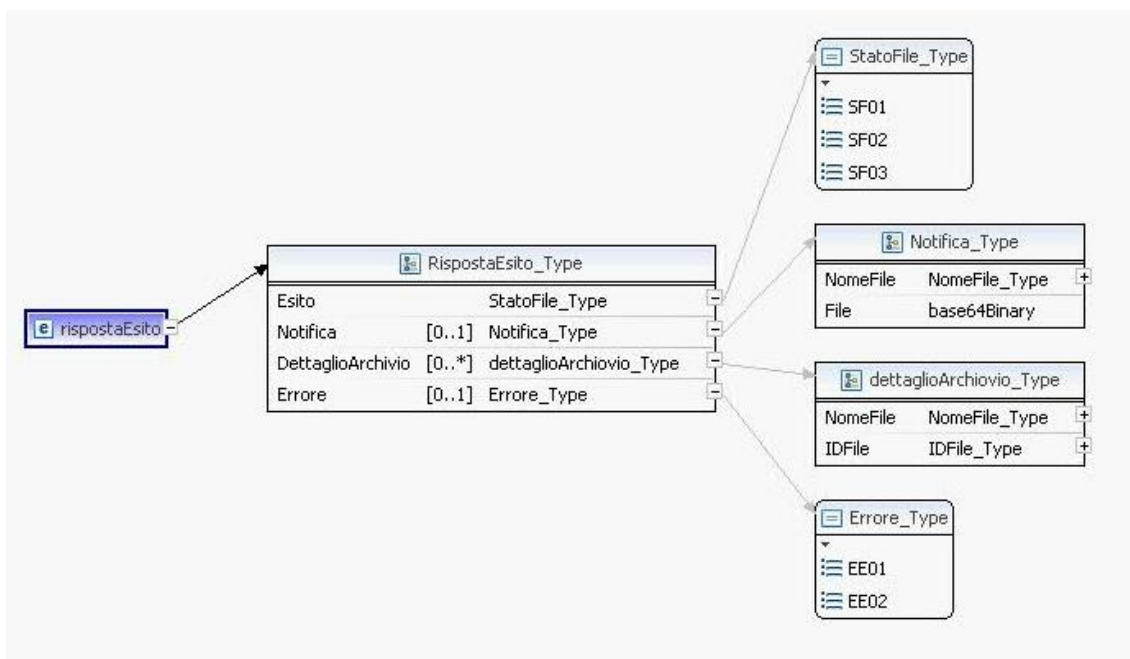 e rispostaEsito
RispostaEsito_Type
Esito StatoFile_Type
Notifica [0..1] Notifica_Type
DettaglioArchivio [0..*] dettaglioArchiovio_Type
Errore [0..1] Errore_Type
StatoFile_Type
SF01
SF02
SF03
Notifica_Type
NomeFile NomeFile_Type
File base64Binary
dettaglioArchiovio_Type
NomeFile NomeFile_Type
IDFile IDFile_Type
Errore_Type
EE01
EE02